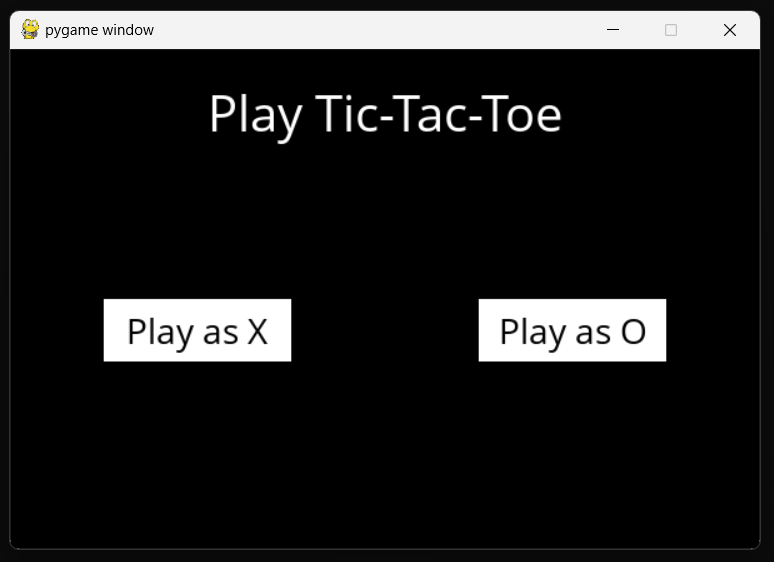 pygame window
Play Tic-Tac-Toe
Play as X
Play as O